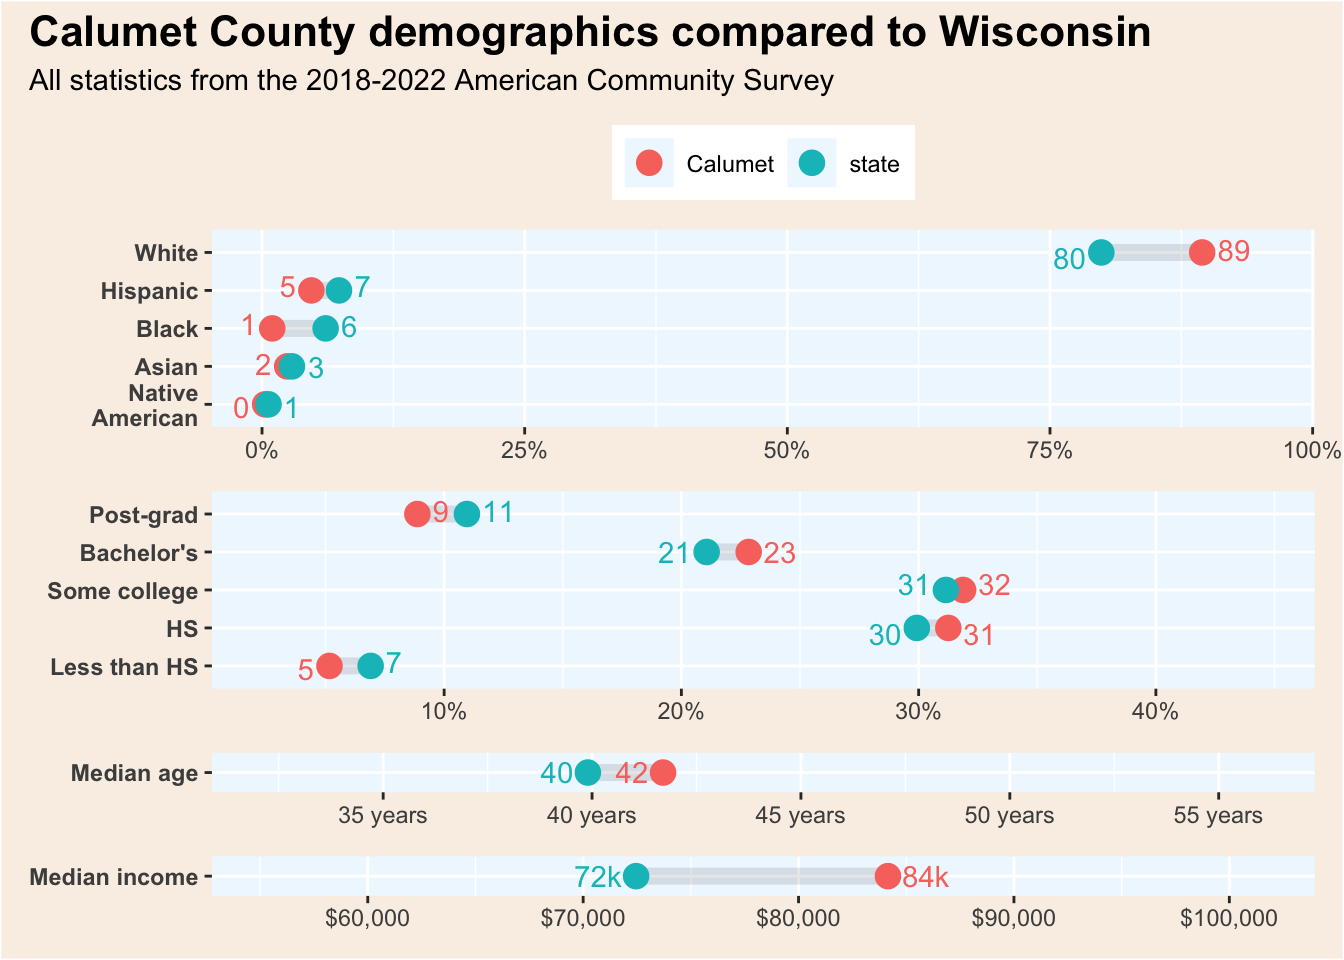 Calumet County demographics compared to Wisconsin
All statistics from the 2018-2022 American Community Survey
Calumet state
White 80 89
Hispanic 5 7
Black 1 6
Asian 2 3
Native
American 0 1
0% 25% 50% 75% 100%
Post-grad 9 11
Bachelor's 21 23
Some college 31 32
HS 30 31
Less than HS 5 7
10% 20% 30% 40%
Median age 40 42
35 years 40 years 45 years 50 years 55 years
Median income 72k 84k
$60,000 $70,000 $80,000 $90,000 $100,000